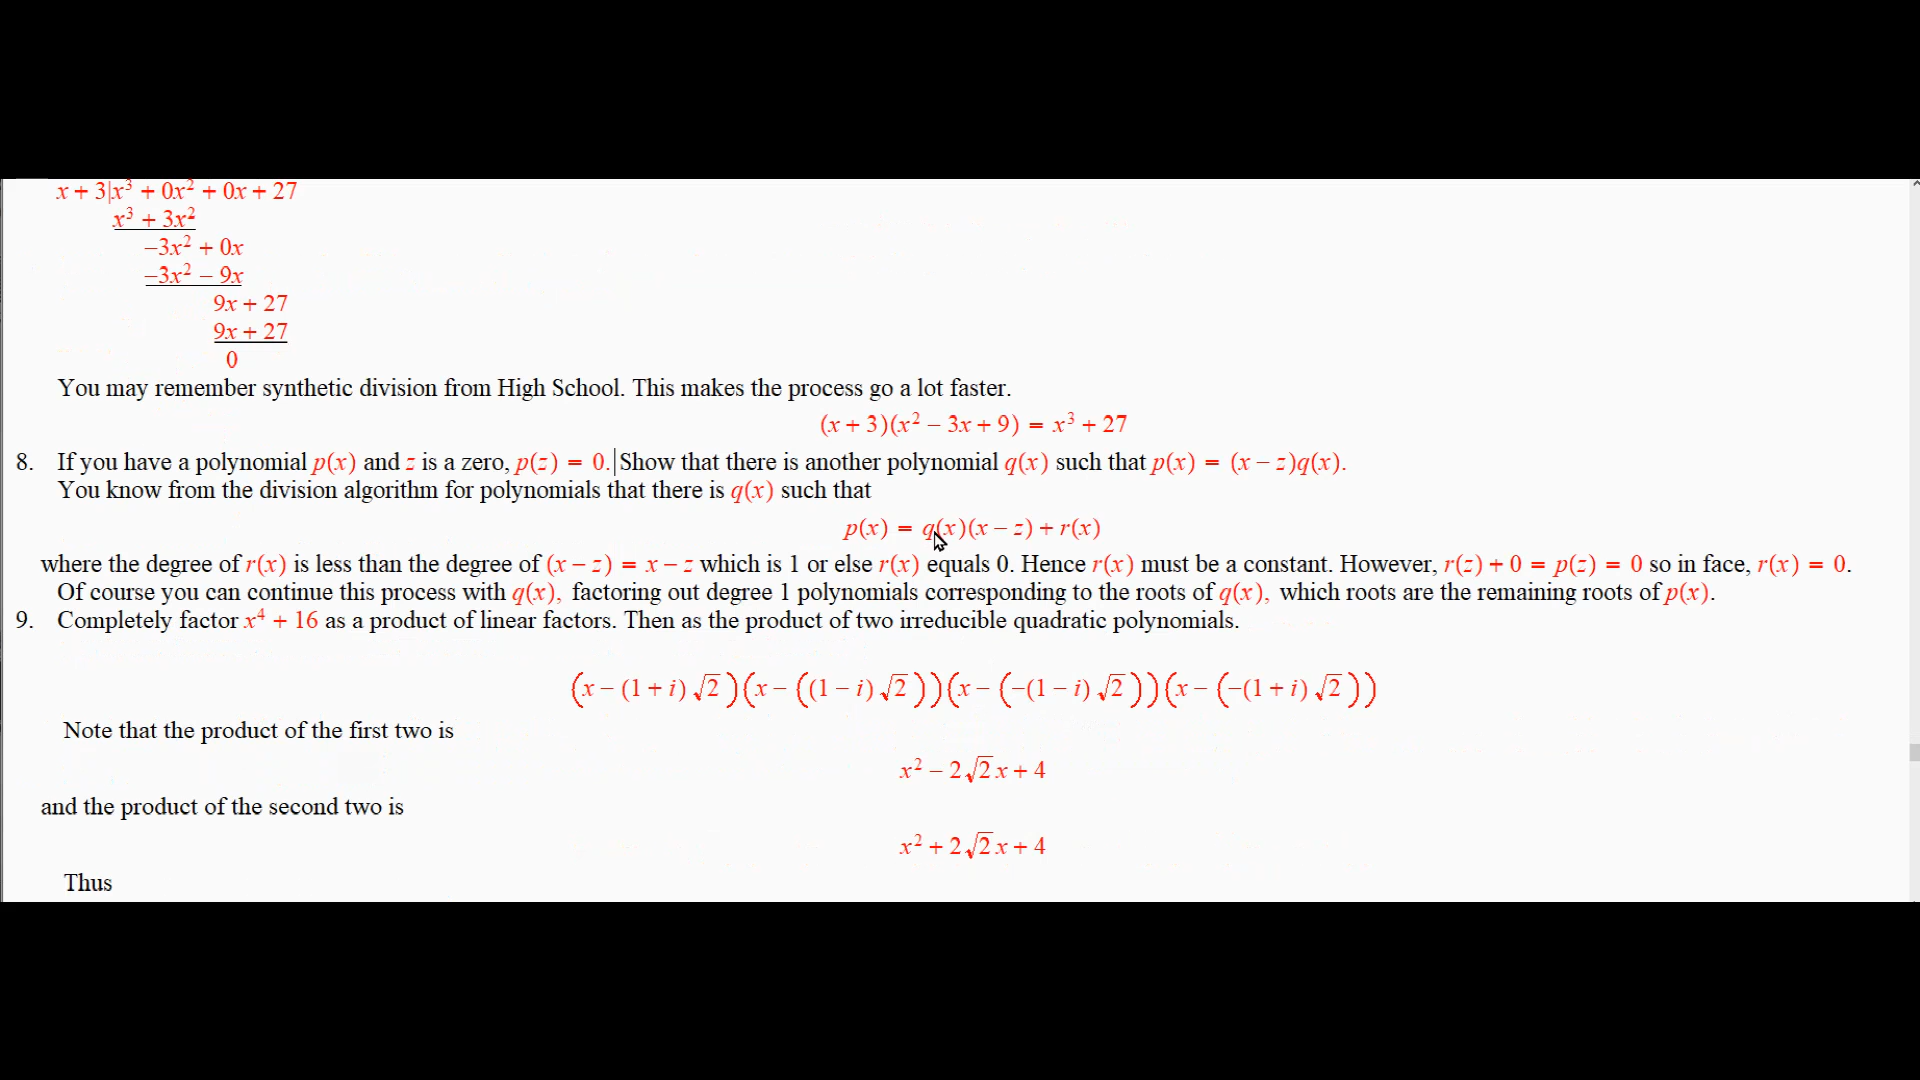 x + 3|x³ + 0x² + 0x + 27
x³ + 3x²
−3x² + 0x
−3x² − 9x
9x + 27
9x + 27
0
You may remember synthetic division from High School. This makes the process go a lot faster.
(x + 3)(x² − 3x + 9) = x³ + 27
8. If you have a polynomial p(x) and z is a zero, p(z) = 0. Show that there is another polynomial q(x) such that p(x) = (x − z)q(x).
You know from the division algorithm for polynomials that there is q(x) such that
p(x) = q(x)(x − z) + r(x)
where the degree of r(x) is less than the degree of (x − z) = x − z which is 1 or else r(x) equals 0. Hence r(x) must be a constant. However, r(z) + 0 = p(z) = 0 so in face, r(x) = 0.
Of course you can continue this process with q(x), factoring out degree 1 polynomials corresponding to the roots of q(x), which roots are the remaining roots of p(x).
9. Completely factor x⁴ + 16 as a product of linear factors. Then as the product of two irreducible quadratic polynomials.
(x − (1 + i)√2)(x − ((1 − i)√2))(x − (−(1 − i)√2))(x − (−(1 + i)√2))
Note that the product of the first two is
x² − 2√2x + 4
and the product of the second two is
x² + 2√2x + 4
Thus